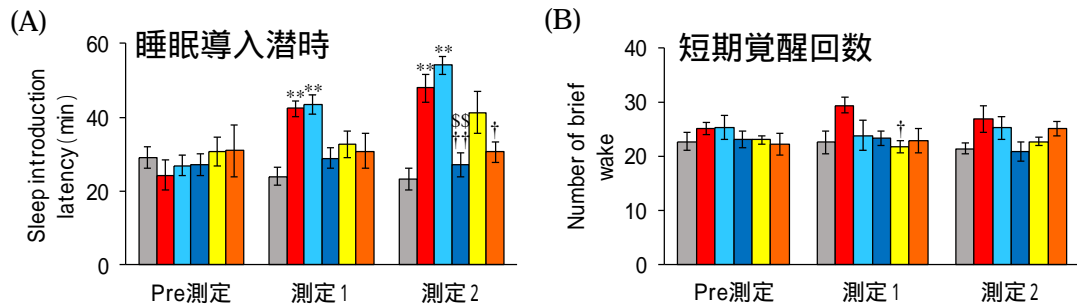 (A)
睡眠導入潜時
Sleep introduction
latency(min)
60
40
20
0
**
**
**
**
$$
††
†
Pre測定
測定1
測定2
(B)
短期覚醒回数
Number of brief
wake
40
30
20
10
0
†
Pre測定
測定1
測定2